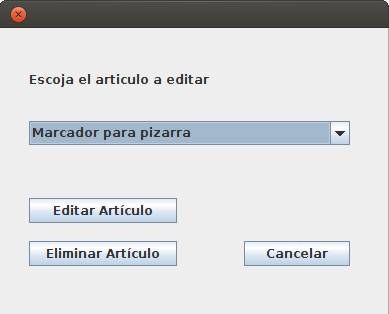 Escoja el articulo a editar
Marcador para pizarra
Editar Artículo
Eliminar Artículo
Cancelar